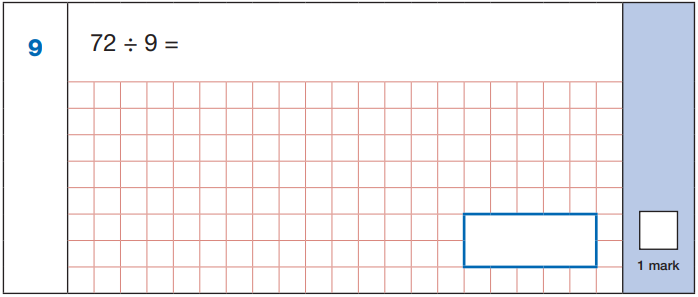 9
72 ÷ 9 =
1 mark